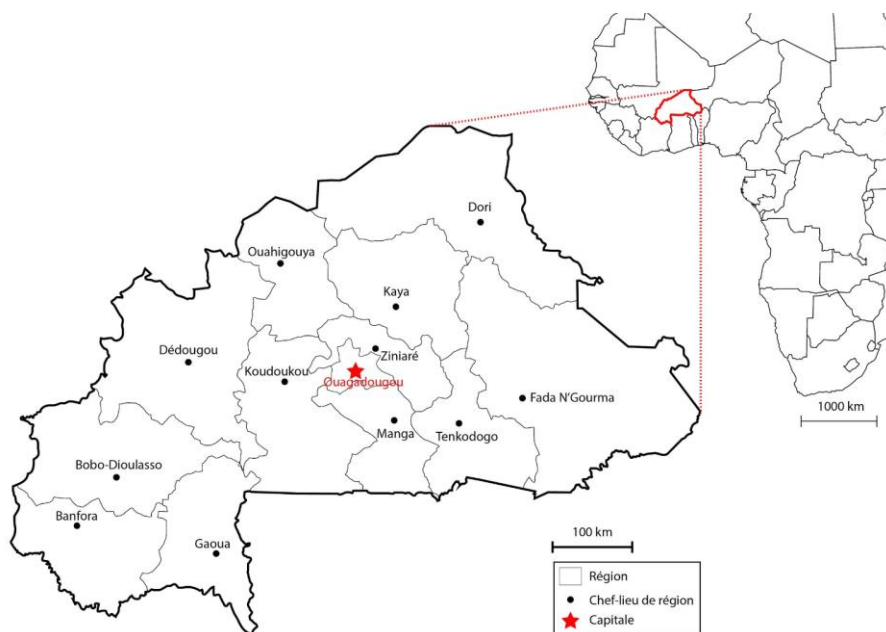 Dori
Ouahigouya
Kaya
Ziniaré
Dédougou
Koudoukou
Ouagadougou
Fada N'Gourma
Manga
Tenkodogo
Bobo-Dioulasso
Banfora
Gaoua
1000 km
100 km
Région
Chef-lieu de région
Capitale